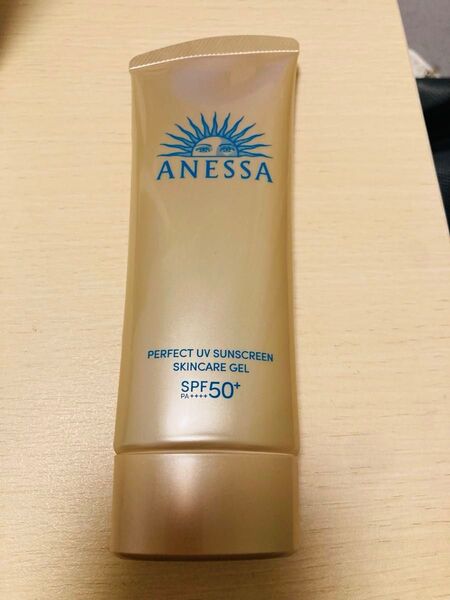 ANESSA
PERFECT UV SUNSCREEN
SKINCARE GEL
SPF50+
PA++++